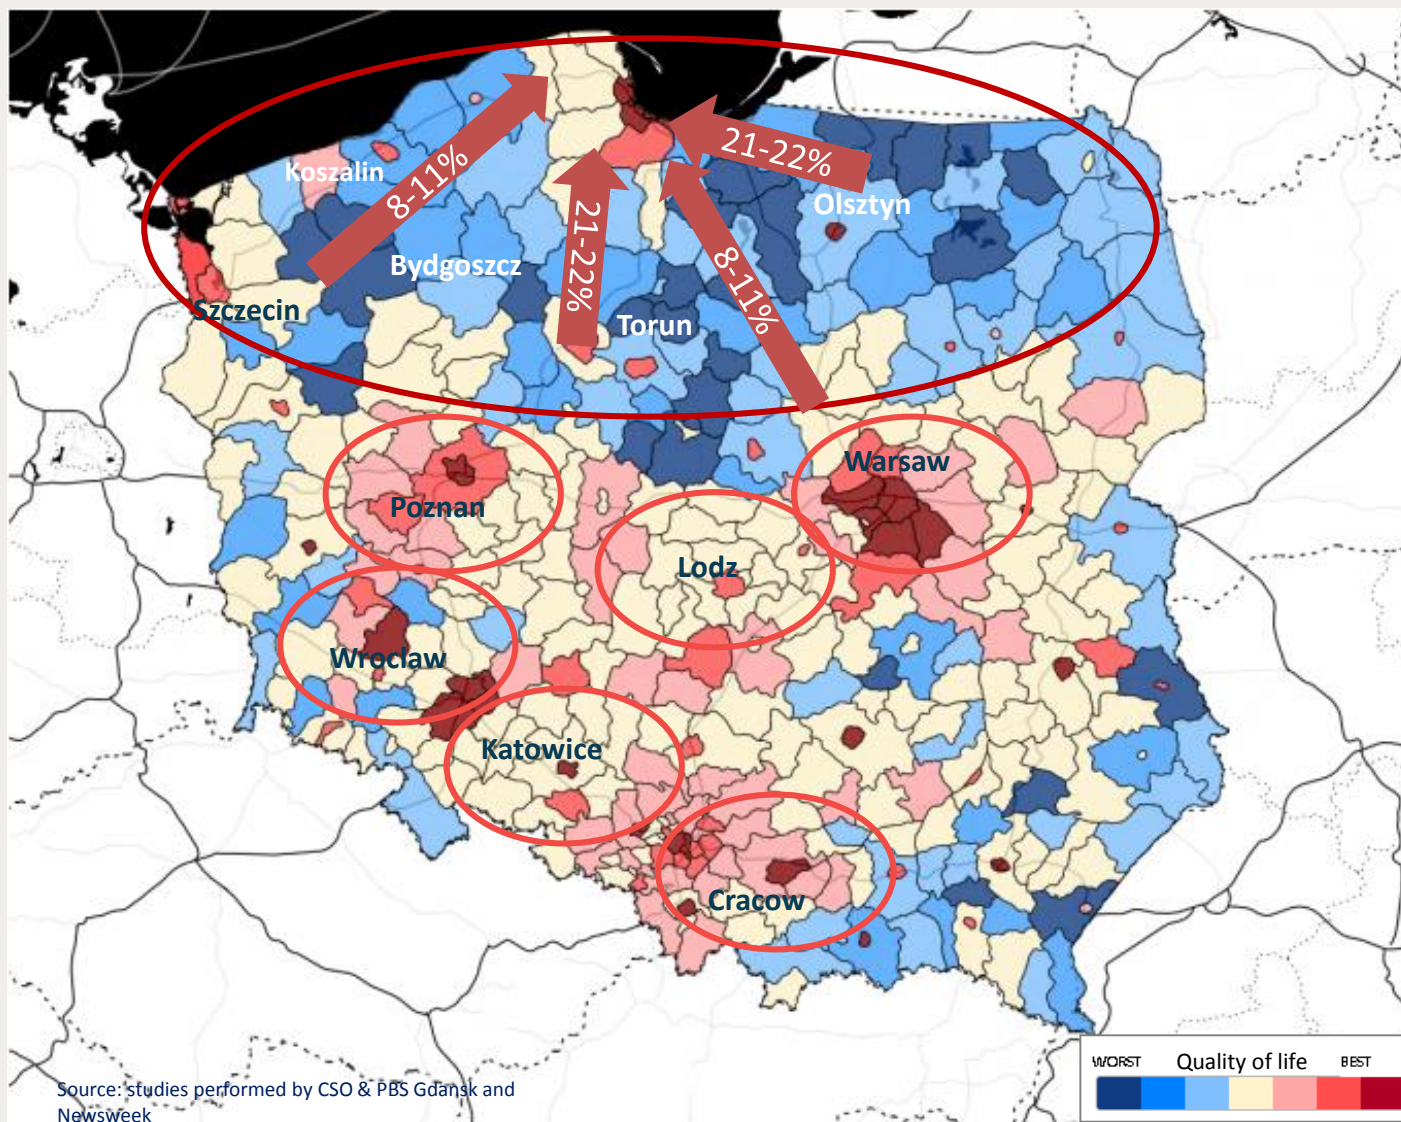 21-22%
Koszalin
8-11%
Olsztyn
21-22%
Bydgoszcz
8-11%
Szczecin
Torun
Warsaw
Poznan
Lodz
Wroclaw
Katowice
Cracow
WORST Quality of life BEST
Source: studies performed by CSO & PBS Gdansk and
Newsweek